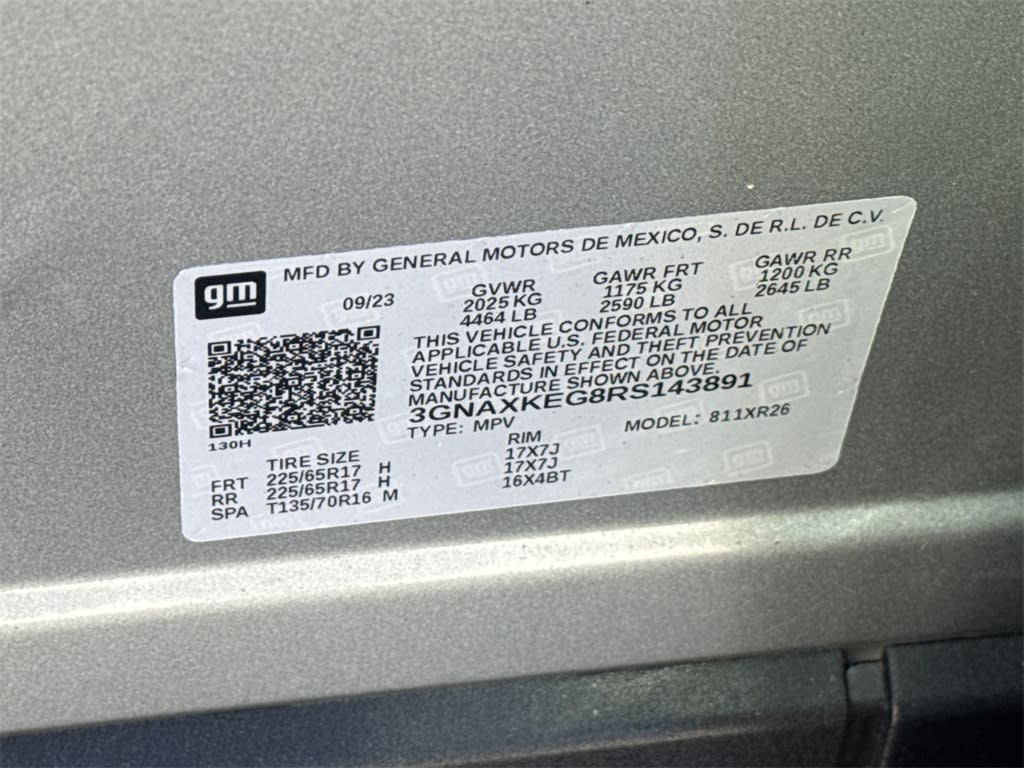 gm
MFD BY GENERAL MOTORS DE MEXICO, S. DE R.L. DE C.V.
09/23 GVWR GAWR FRT GAWR RR
2025 KG 1175 KG 1200 KG
4464 LB 2590 LB 2645 LB
THIS VEHICLE CONFORMS TO ALL
APPLICABLE U.S. FEDERAL MOTOR
VEHICLE SAFETY AND THEFT PREVENTION
STANDARDS IN EFFECT ON THE DATE OF
MANUFACTURE SHOWN ABOVE.
3GNAXKEG8RS143891
TYPE: MPV MODEL: 811XR26
130H
TIRE SIZE RIM
FRT 225/65R17 H 17X7J
RR 225/65R17 H 17X7J
SPA T135/70R16 M 16X4BT